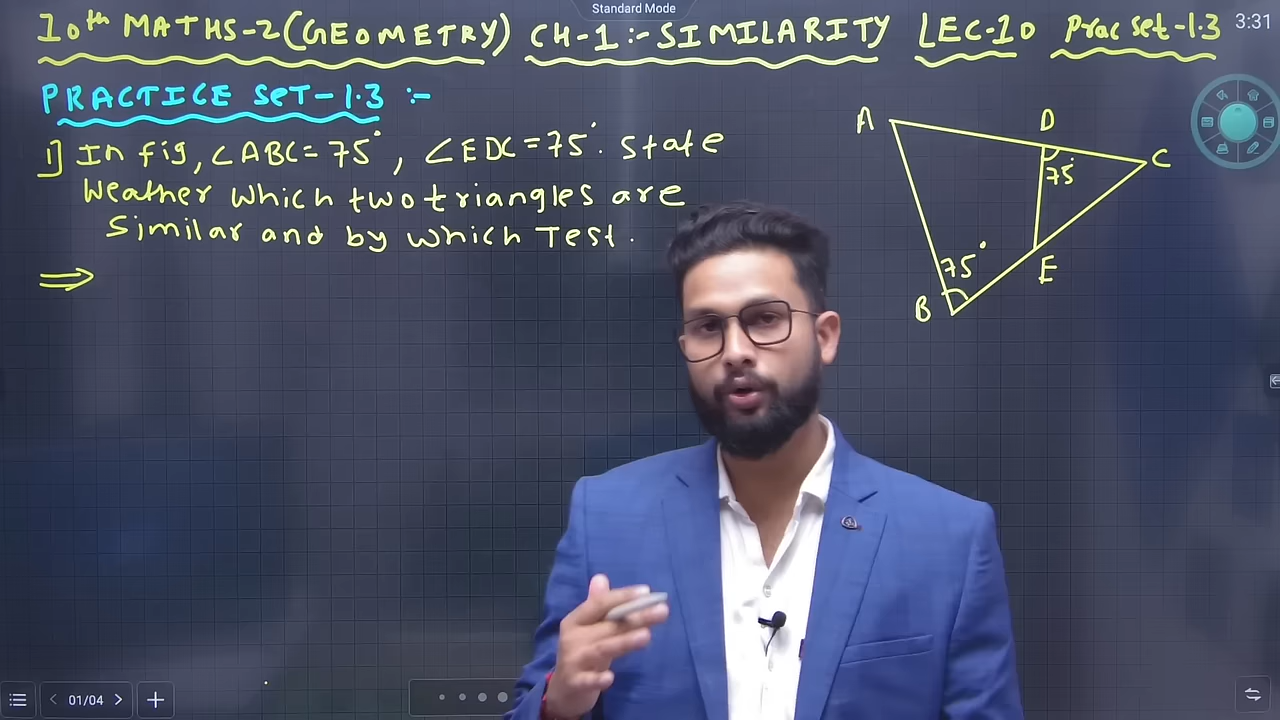 Standard Mode
10th MATHS-2(GEOMETRY) CH-1:- SIMILARITY LEC-10 Prac Set-1.3
3:31
PRACTICE SET-1.3 :-
1] In fig, ∠ABC = 75°, ∠EDC = 75°. State
Weather which two triangles are
Similar and by which Test.
⇒
A
D
C
75°
75°
E
B
01/04